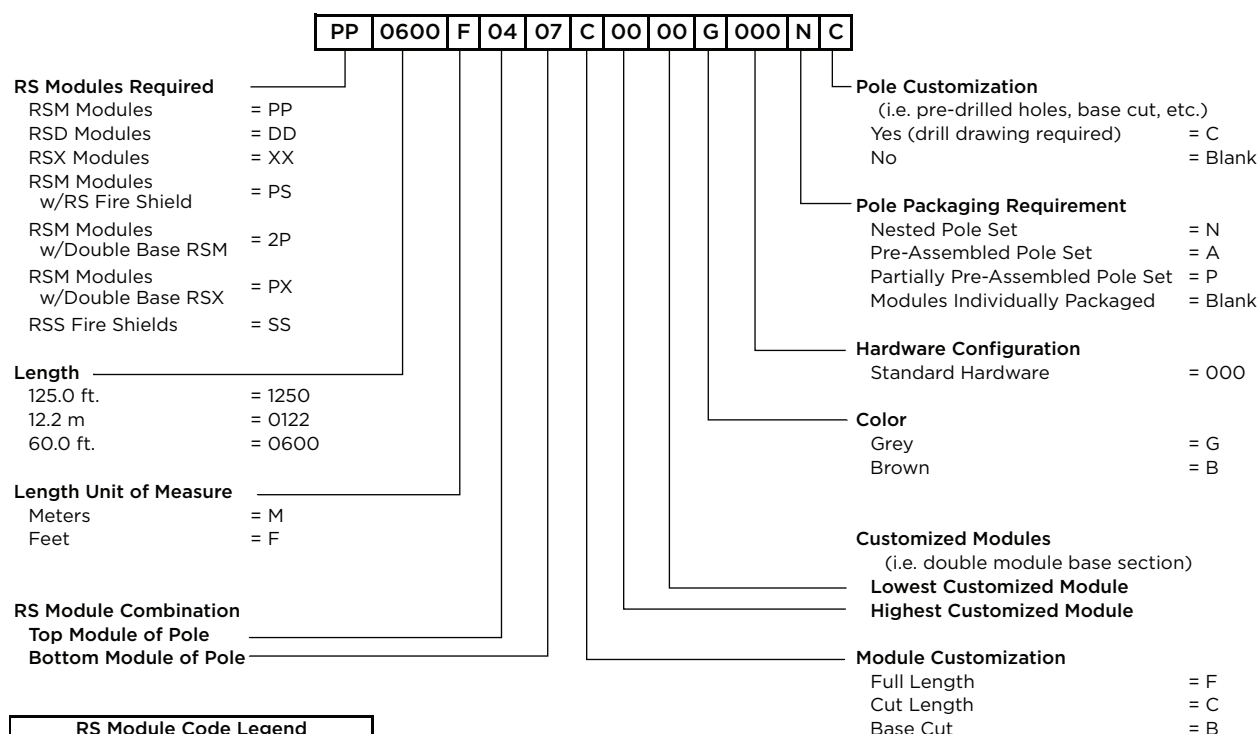 PP 0600 F 04 07 C 00 00 G 000 N C
RS Modules Required
RSM Modules = PP
RSD Modules = DD
RSX Modules = XX
RSM Modules
w/RS Fire Shield = PS
RSM Modules
w/Double Base RSM = 2P
RSM Modules
w/Double Base RSX = PX
RSS Fire Shields = SS
Length
125.0 ft. = 1250
12.2 m = 0122
60.0 ft. = 0600
Length Unit of Measure
Meters = M
Feet = F
RS Module Combination
Top Module of Pole
Bottom Module of Pole
RS Module Code Legend
Pole Customization
(i.e. pre-drilled holes, base cut, etc.)
Yes (drill drawing required) = C
No = Blank
Pole Packaging Requirement
Nested Pole Set = N
Pre-Assembled Pole Set = A
Partially Pre-Assembled Pole Set = P
Modules Individually Packaged = Blank
Hardware Configuration
Standard Hardware = 000
Color
Grey = G
Brown = B
Customized Modules
(i.e. double module base section)
Lowest Customized Module
Highest Customized Module
Module Customization
Full Length = F
Cut Length = C
Base Cut = B